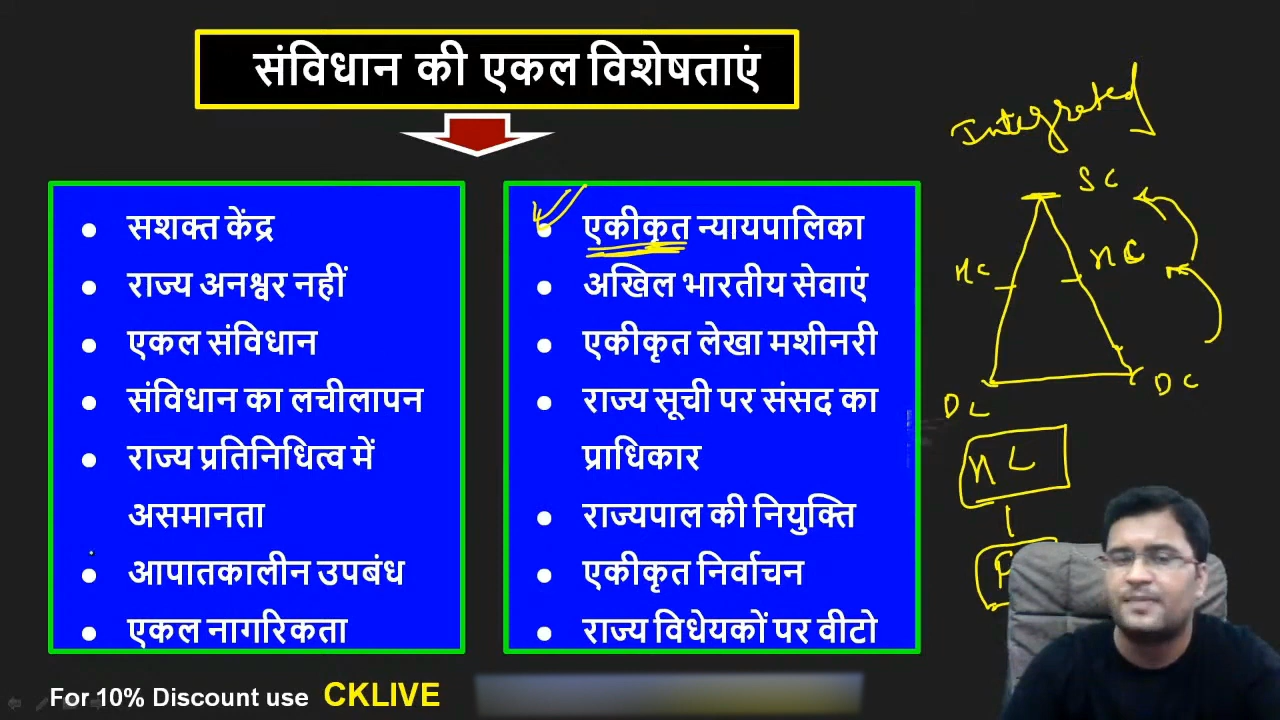 संविधान की एकल विशेषताएं
सशक्त केंद्र
राज्य अनश्वर नहीं
एकल संविधान
संविधान का लचीलापन
राज्य प्रतिनिधित्व में
असमानता
आपातकालीन उपबंध
एकल नागरिकता
एकीकृत न्यायपालिका
अखिल भारतीय सेवाएं
एकीकृत लेखा मशीनरी
राज्य सूची पर संसद का
प्राधिकार
राज्यपाल की नियुक्ति
एकीकृत निर्वाचन
राज्य विधेयकों पर वीटो
Integrated
SC
HC
HC
DC
DC
For 10% Discount use CKLIVE